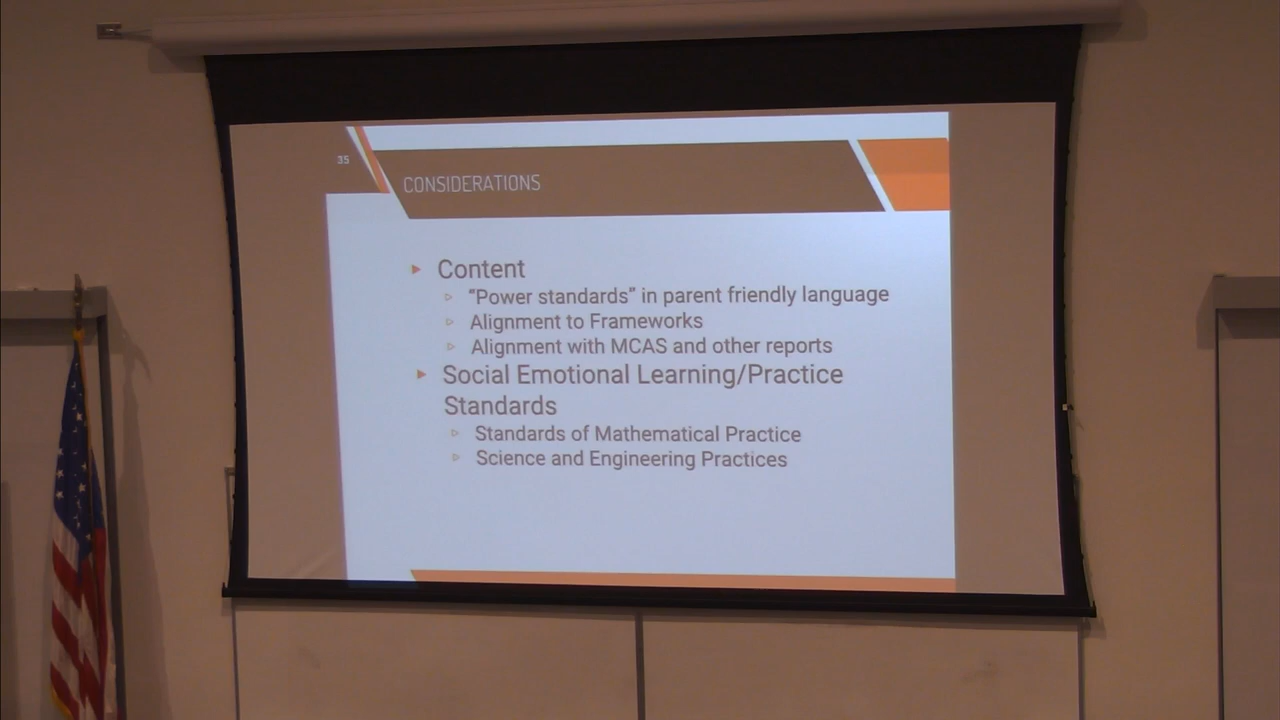 35
CONSIDERATIONS
Content
"Power standards" in parent friendly language
Alignment to Frameworks
Alignment with MCAS and other reports
Social Emotional Learning/Practice
Standards
Standards of Mathematical Practice
Science and Engineering Practices